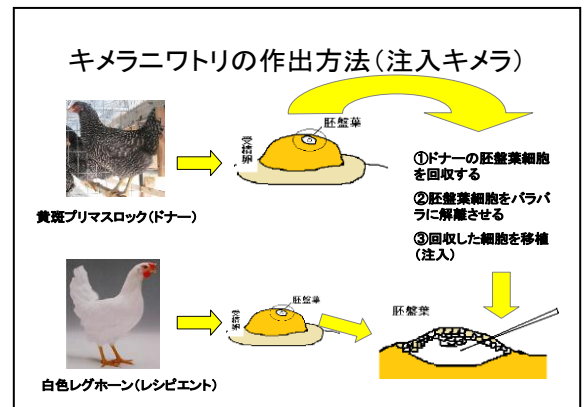 キメラニワトリの作出方法（注入キメラ）
胚盤葉
①ドナーの胚盤葉細胞
を回収する
②胚盤葉細胞をバラバ
ラに解離させる
③回収した細胞を移植
（注入）
黄斑プリマスロック（ドナー）
胚盤葉
胚盤葉
白色レグホーン（レシピエント）